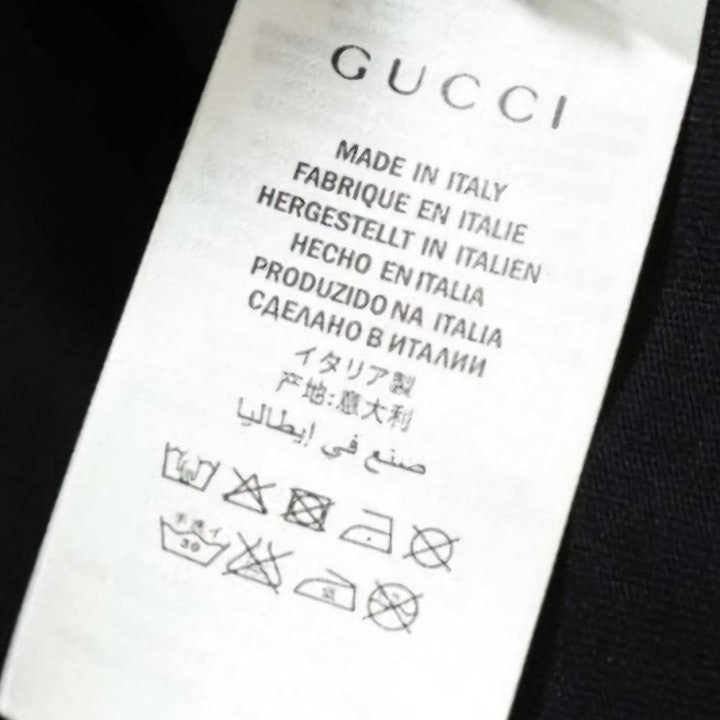 GUCCI
MADE IN ITALY
FABRIQUE EN ITALIE
HERGESTELLT IN ITALIEN
HECHO EN ITALIA
PRODUZIDO NA ITALIA
СДЕЛАНО В ИТАЛИИ
イタリア製
产地:意大利
صنع في إيطاليا
30